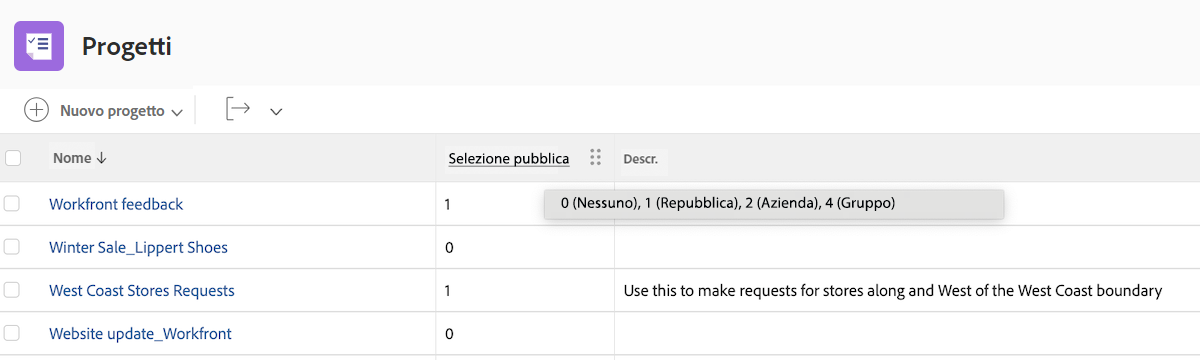 Progetti
Nuovo progetto
Nome ↓ Selezione pubblica Descr.
Workfront feedback 1 0 (Nessuno), 1 (Repubblica), 2 (Azienda), 4 (Gruppo)
Winter Sale_Lippert Shoes 0
West Coast Stores Requests 1 Use this to make requests for stores along and West of the West Coast boundary
Website update_Workfront 0